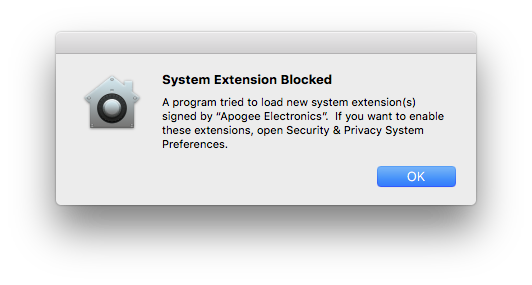 System Extension Blocked
A program tried to load new system extension(s)
signed by “Apogee Electronics”.  If you want to enable
these extensions, open Security & Privacy System
Preferences.
OK